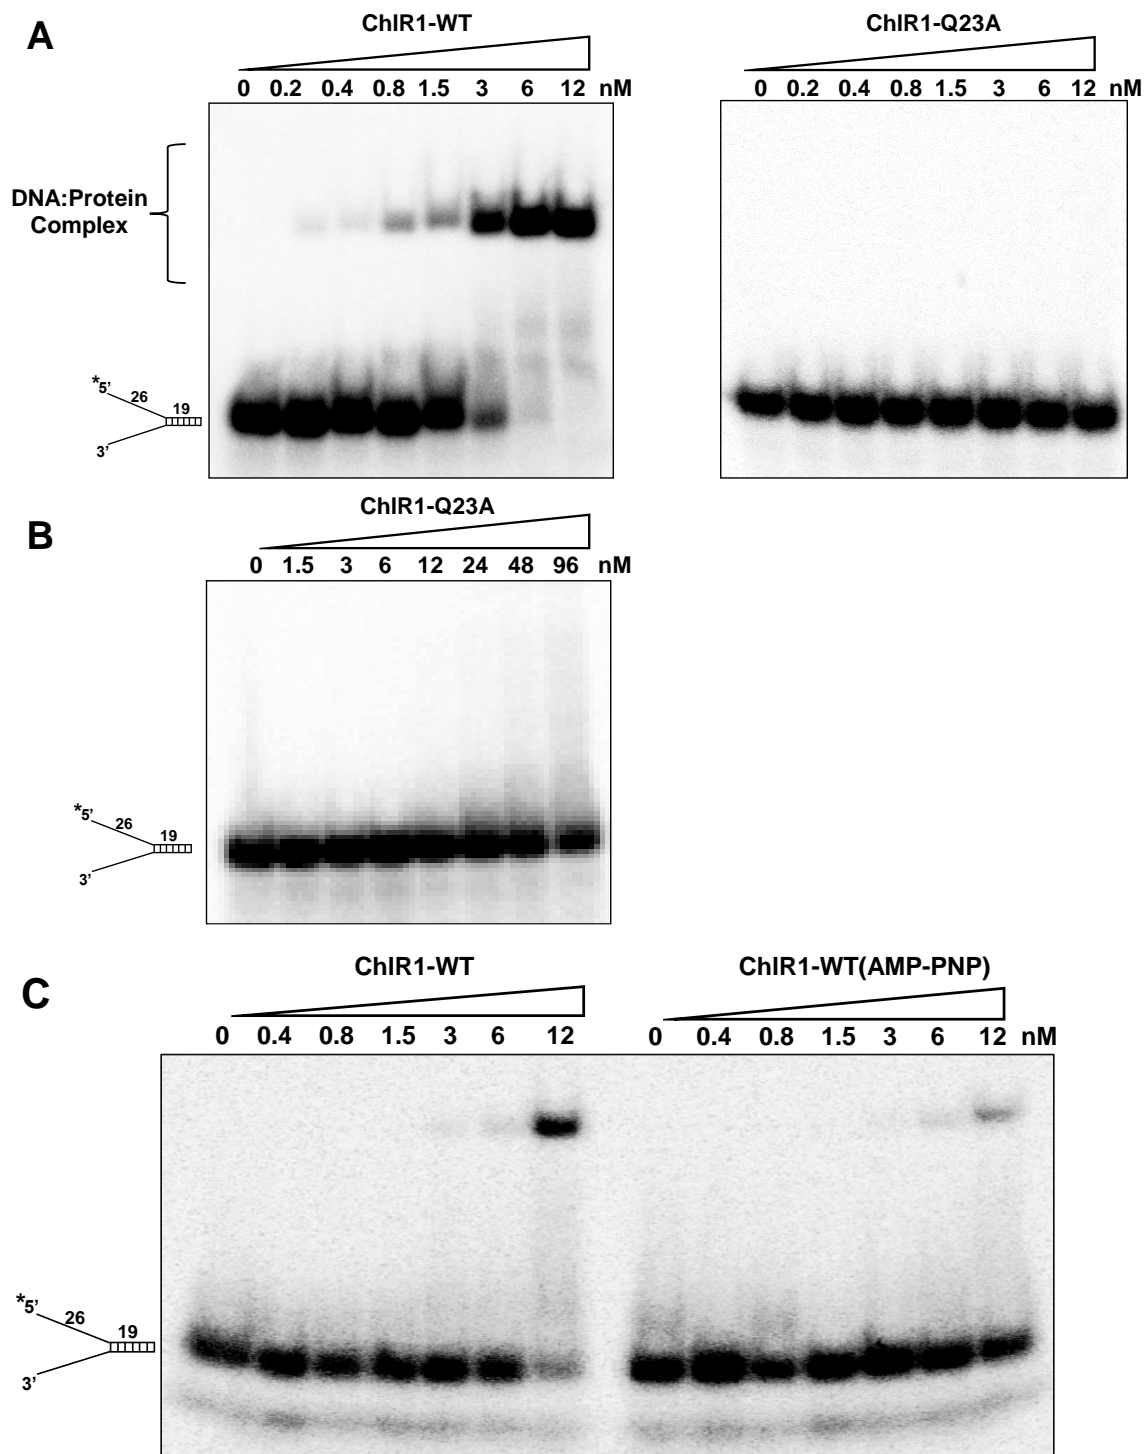 A
ChlR1-WT
0 0.2 0.4 0.8 1.5 3 6 12 nM
ChlR1-Q23A
0 0.2 0.4 0.8 1.5 3 6 12 nM
DNA:Protein
Complex
*5'
26
19
3'
B
ChlR1-Q23A
0 1.5 3 6 12 24 48 96 nM
*5'
26
19
3'
C
ChlR1-WT
0 0.4 0.8 1.5 3 6 12
ChlR1-WT(AMP-PNP)
0 0.4 0.8 1.5 3 6 12 nM
*5'
26
19
3'